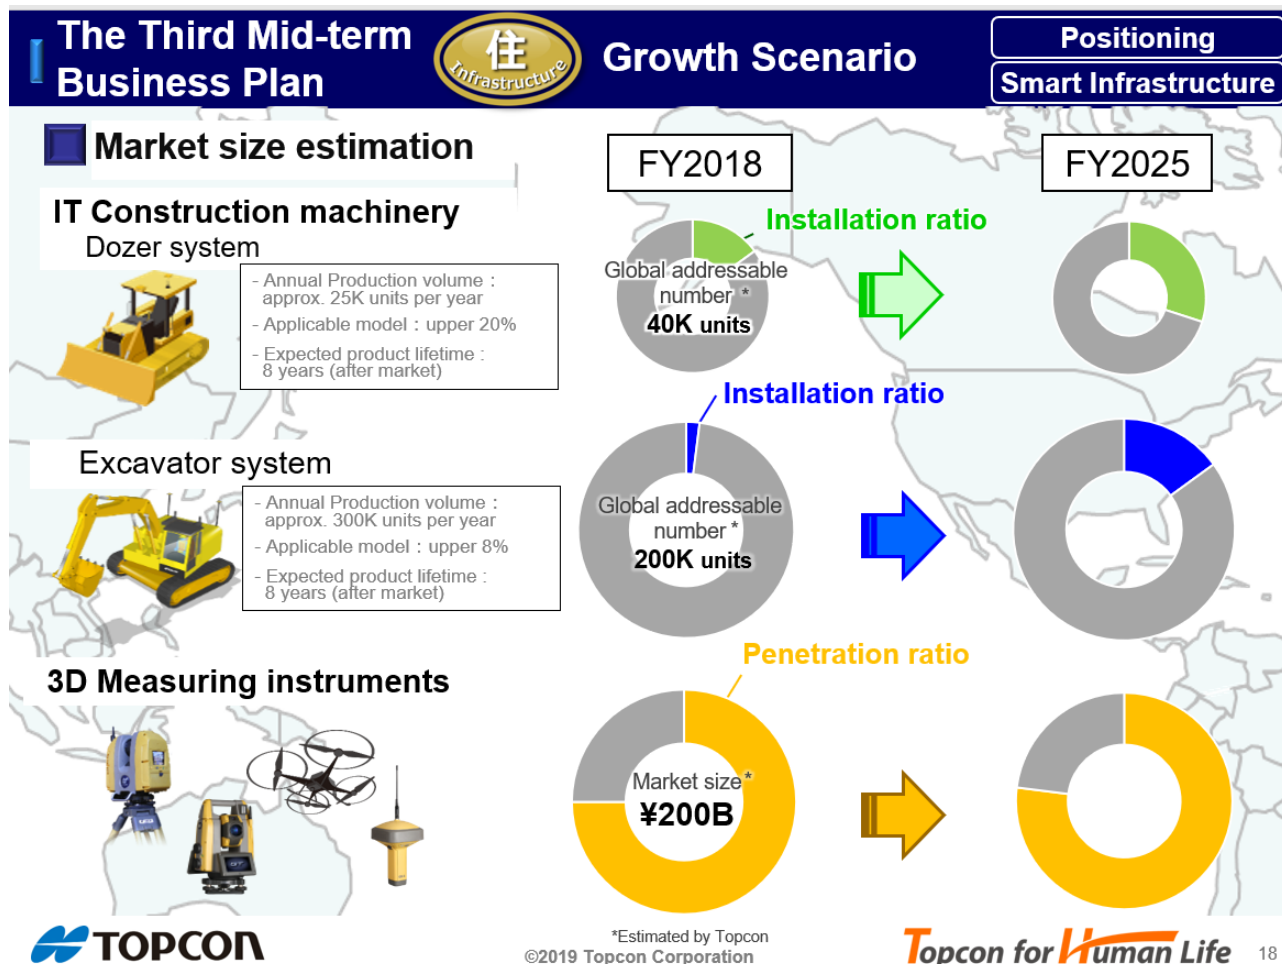 The Third Mid-term
Business Plan
住
Infrastructure
Growth Scenario
Positioning
Smart Infrastructure
Market size estimation
FY2018
FY2025
IT Construction machinery
Dozer system
- Annual Production volume :
approx. 25K units per year
- Applicable model : upper 20%
- Expected product lifetime :
8 years (after market)
Installation ratio
Global addressable
number *
40K units
Installation ratio
Excavator system
- Annual Production volume :
approx. 300K units per year
- Applicable model : upper 8%
- Expected product lifetime :
8 years (after market)
Global addressable
number *
200K units
Penetration ratio
3D Measuring instruments
Market size*
¥200B
TOPCON
*Estimated by Topcon
©2019 Topcon Corporation
Topcon for Human Life
18